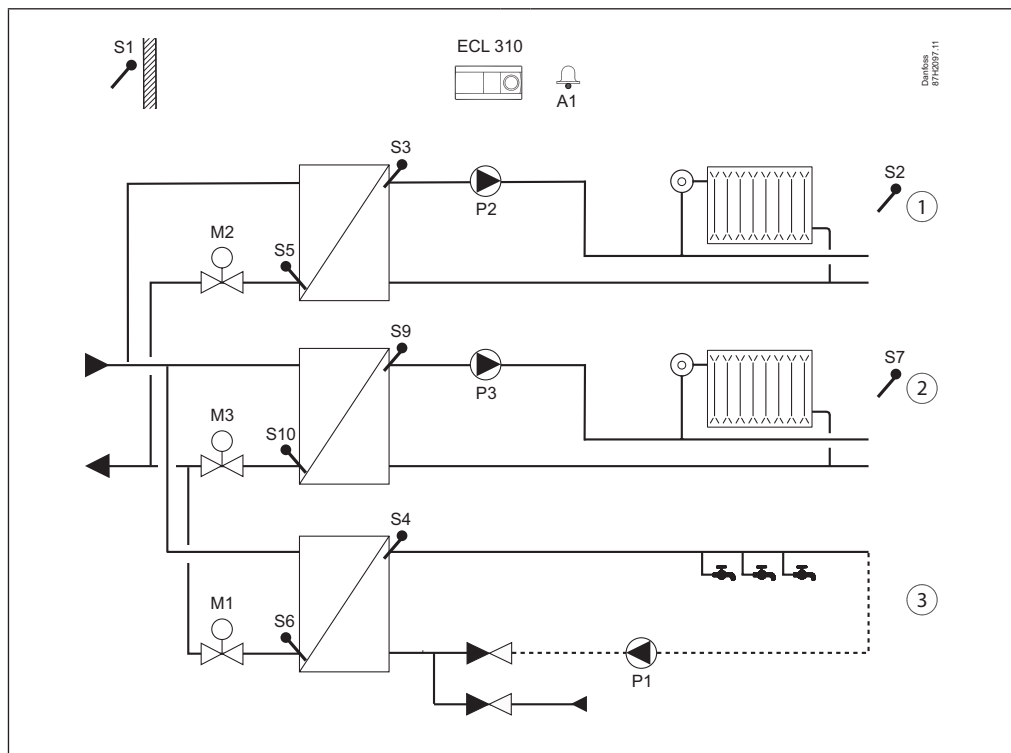 S1
ECL 310
A1
Danfoss
87H2097.11
S3
P2
S2
1
M2
S5
S9
P3
S7
2
M3
S10
S4
M1
S6
3
P1